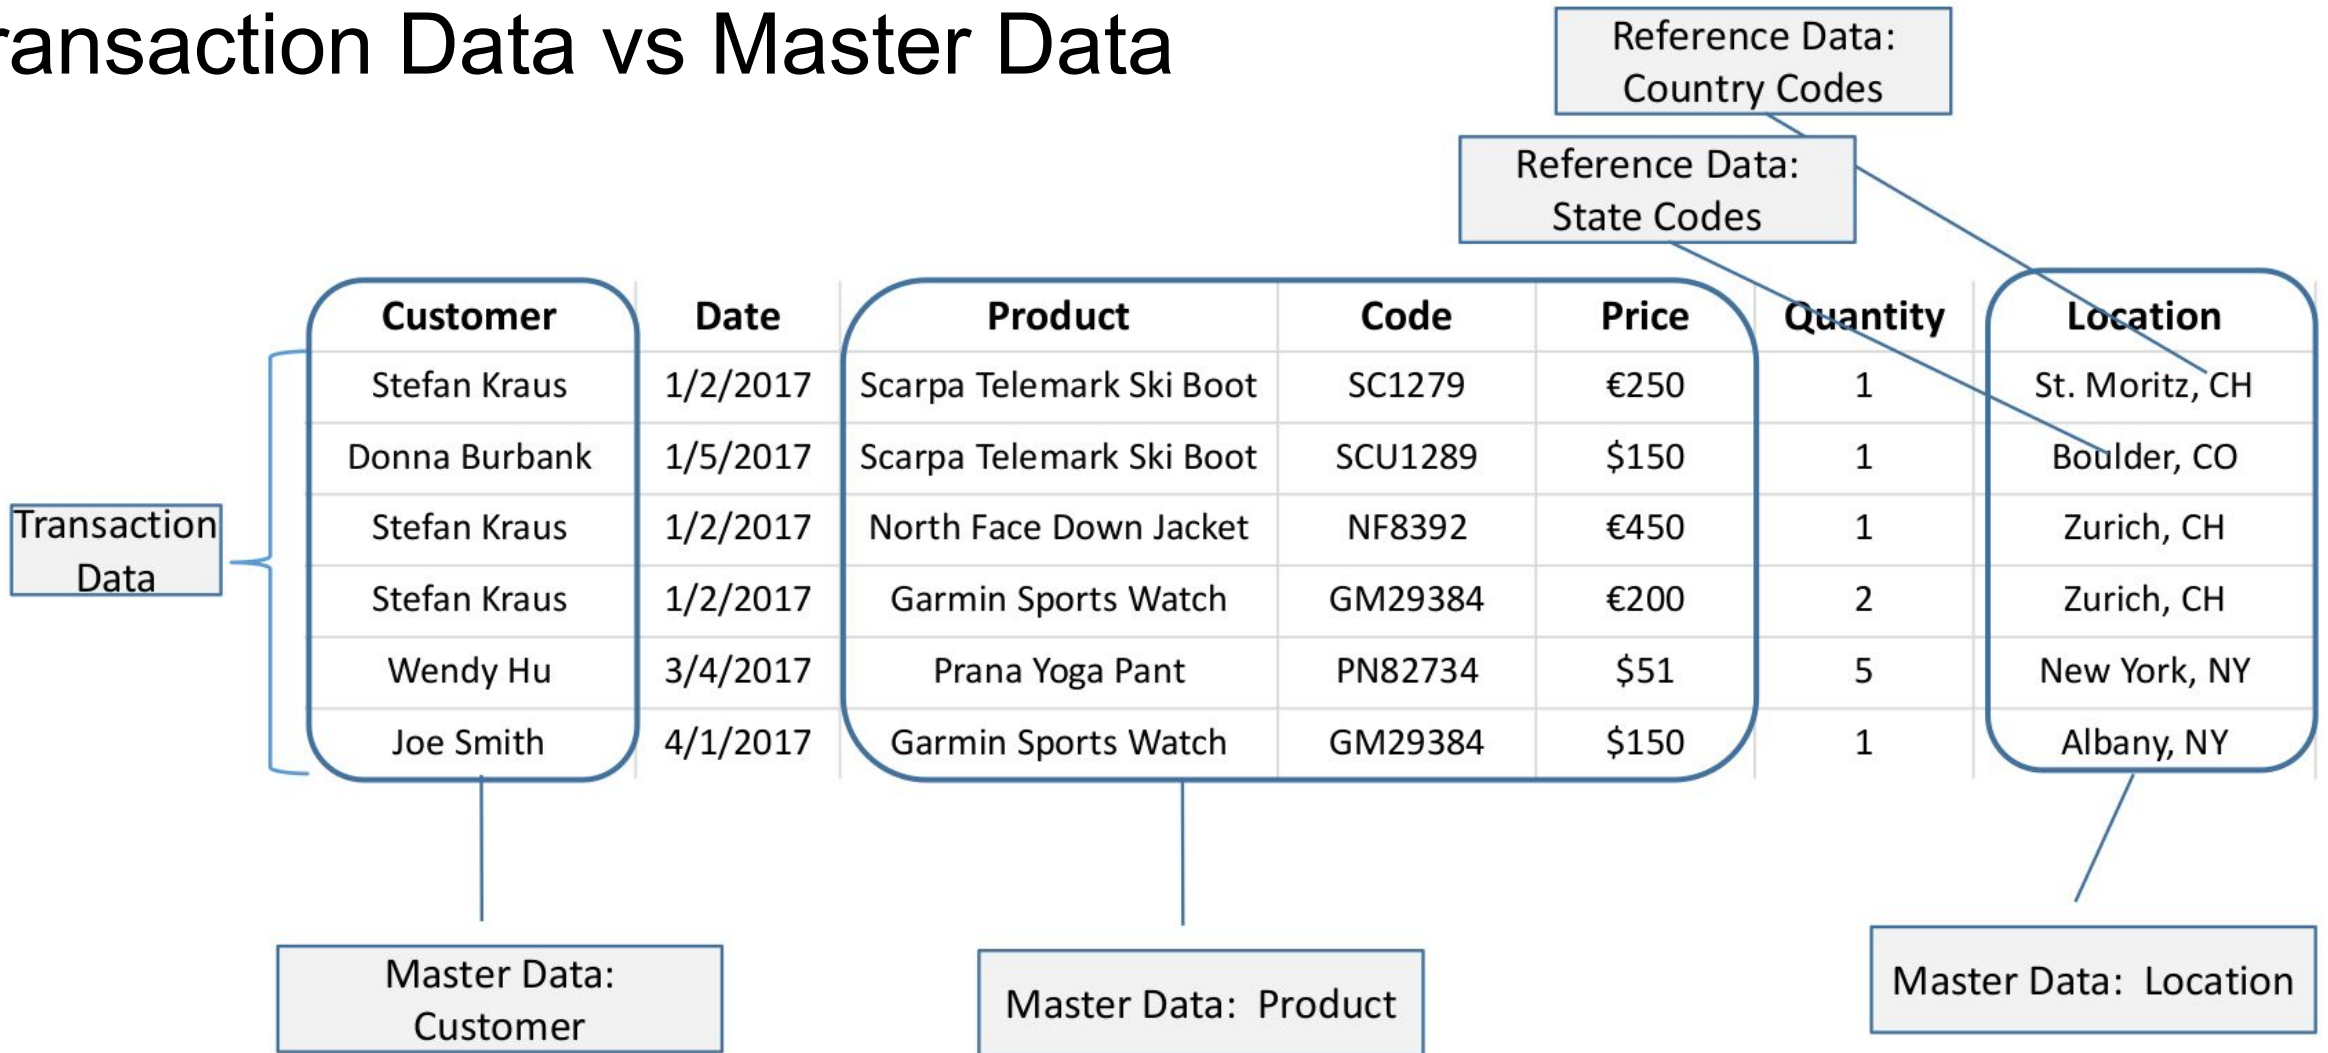 ransaction Data vs Master Data
Reference Data:
Country Codes
Reference Data:
State Codes
Customer Date Product Code Price Quantity Location
Stefan Kraus 1/2/2017 Scarpa Telemark Ski Boot SC1279 €250 1 St. Moritz, CH
Donna Burbank 1/5/2017 Scarpa Telemark Ski Boot SCU1289 $150 1 Boulder, CO
Stefan Kraus 1/2/2017 North Face Down Jacket NF8392 €450 1 Zurich, CH
Stefan Kraus 1/2/2017 Garmin Sports Watch GM29384 €200 2 Zurich, CH
Wendy Hu 3/4/2017 Prana Yoga Pant PN82734 $51 5 New York, NY
Joe Smith 4/1/2017 Garmin Sports Watch GM29384 $150 1 Albany, NY
Transaction
Data
Master Data:
Customer
Master Data: Product
Master Data: Location